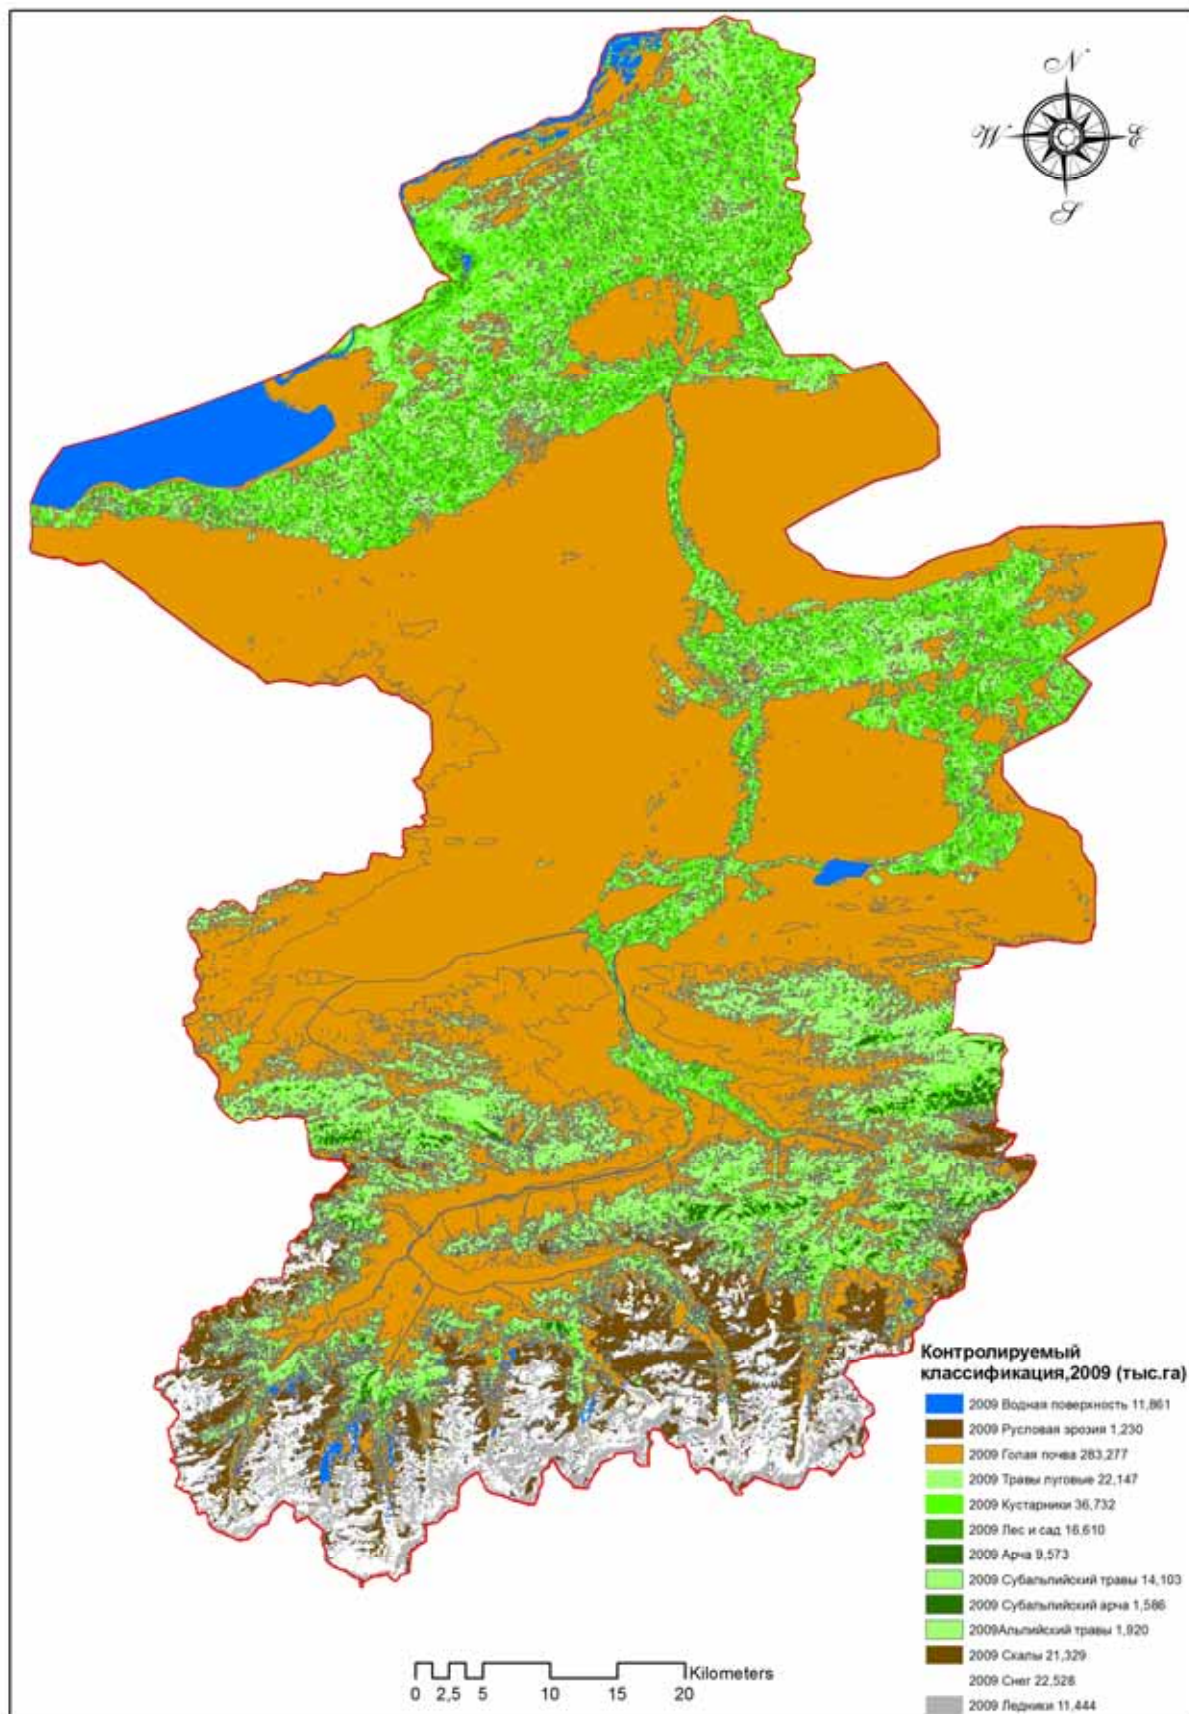 N
W E
S
Контролируемый
классификация,2009 (тыс.га)
2009 Водная поверхность 11,861
2009 Русловая эрозия 1,230
2009 Голая почва 283,277
2009 Травы луговые 22,147
2009 Кустарники 36,732
2009 Лес и сад 16,610
2009 Арча 9,573
2009 Субальпийский травы 14,103
2009 Субальпийский арча 1,586
2009Альпийский травы 1,920
2009 Скалы 21,329
2009 Снег 22,528
2009 Ледники 11,444
Kilometers
0 2,5 5 10 15 20